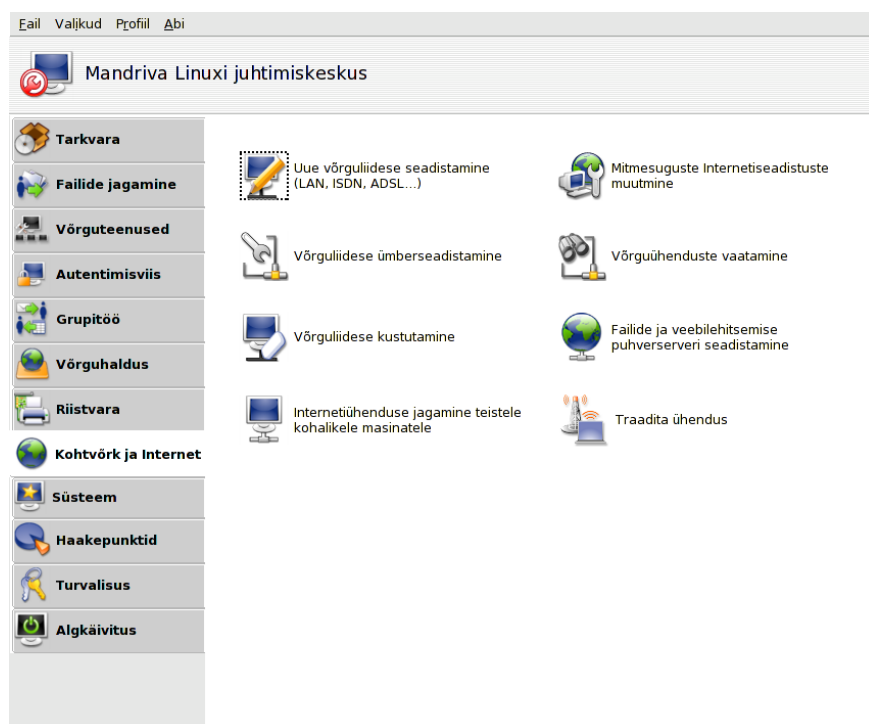 Fail Valikud Profiil Abi
Mandriva Linuxi juhtimiskeskus
Tarkvara
Failide jagamine
Võrguteenused
Autentimisviis
Grupitöö
Võrguhaldus
Riistvara
Kohtvõrk ja Internet
Süsteem
Haakepunktid
Turvalisus
Algkäivitus
Uue võrguliidese seadistamine
(LAN, ISDN, ADSL...)
Mitmesuguste Internetiseadistuste
muutmine
Võrguliidese ümberseadistamine
Võrguühenduste vaatamine
Võrguliidese kustutamine
Failide ja veebilehitsemise
puhverserveri seadistamine
Internetiühenduse jagamine teistele
kohalikele masinatele
Traadita ühendus